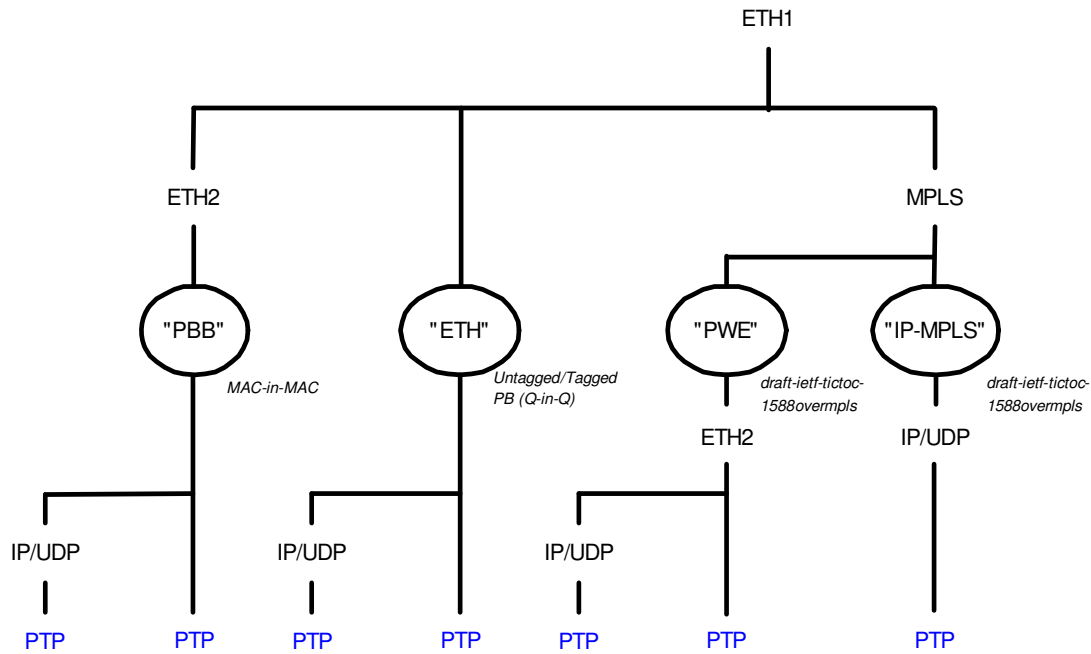 ETH1
ETH2
MPLS
"PBB"
"ETH"
"PWE"
"IP-MPLS"
MAC-in-MAC
Untagged/Tagged
PB (Q-in-Q)
draft-ietf-tictoc-
1588overmpls
draft-ietf-tictoc-
1588overmpls
ETH2
IP/UDP
IP/UDP
IP/UDP
IP/UDP
PTP
PTP
PTP
PTP
PTP
PTP
PTP